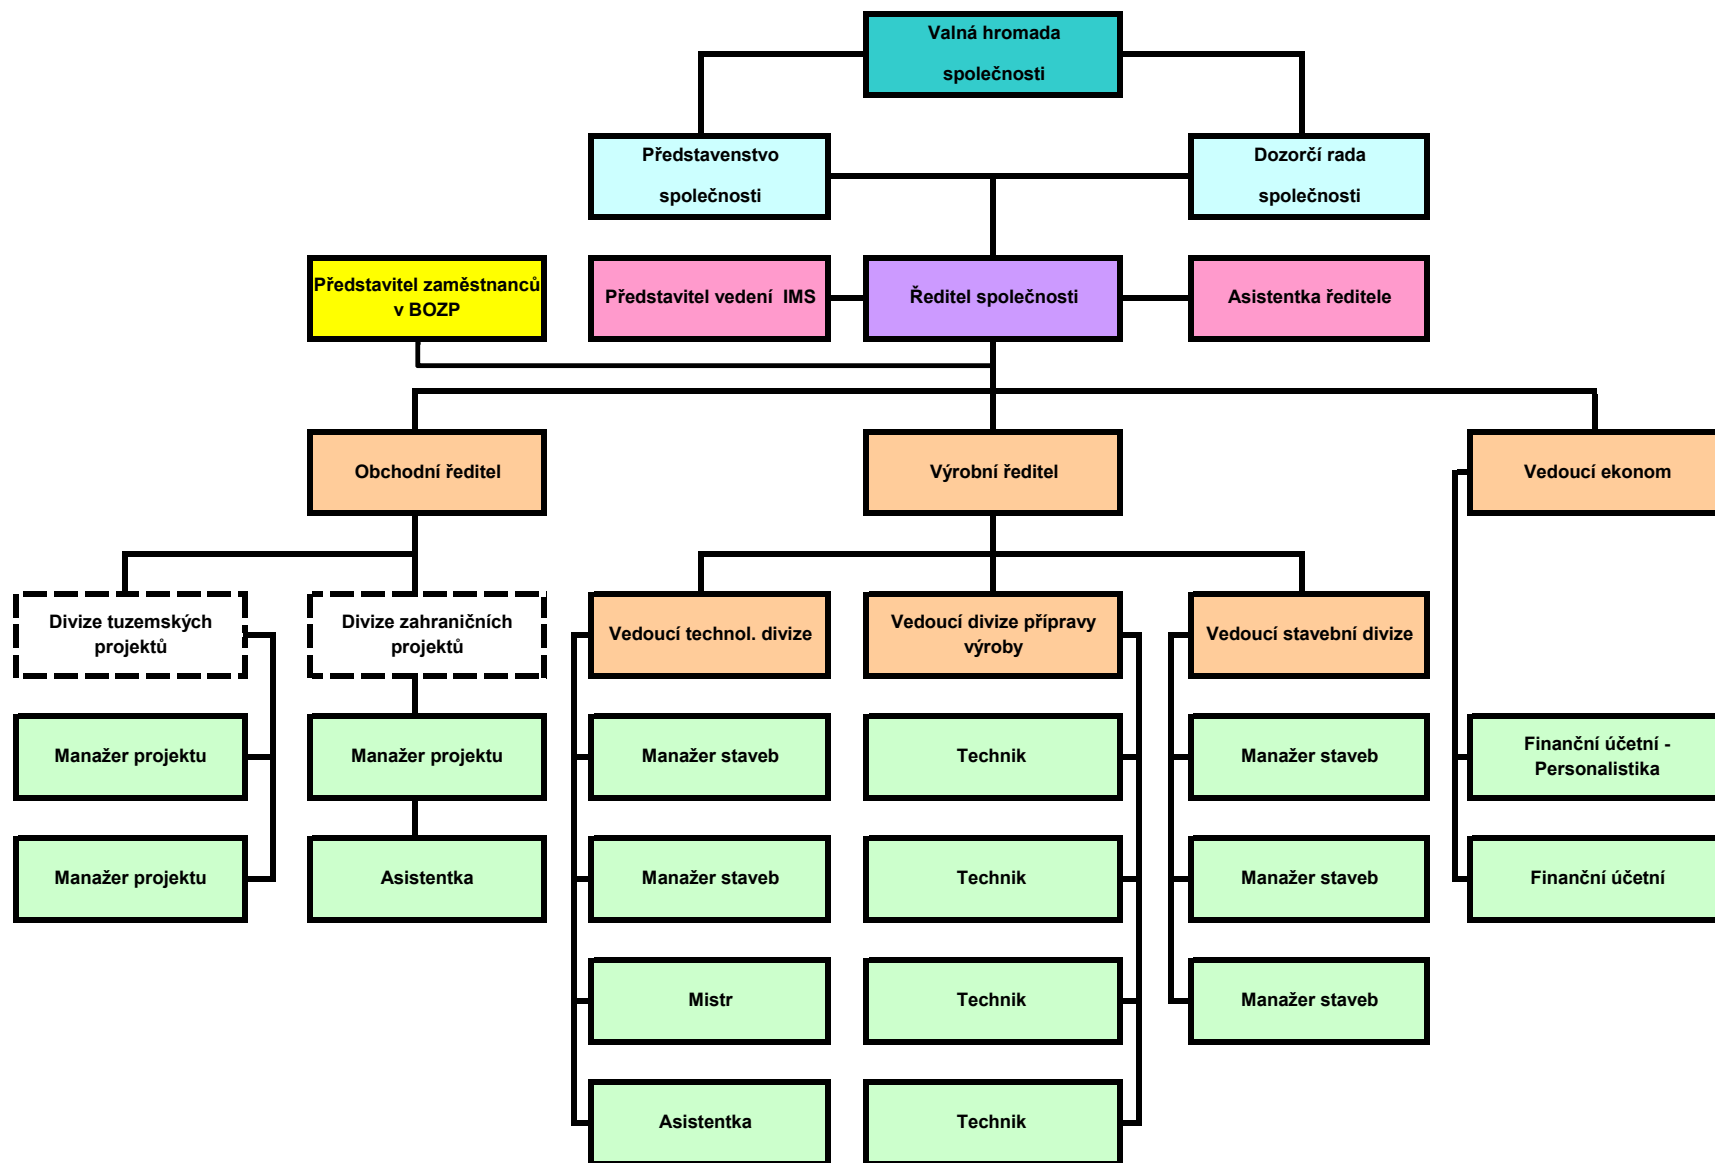 Valná hromada
společnosti
Představenstvo
společnosti
Dozorčí rada
společnosti
Představitel zaměstnanců
v BOZP
Představitel vedení  IMS
Ředitel společnosti
Asistentka ředitele
Obchodní ředitel
Výrobní ředitel
Vedoucí ekonom
Divize tuzemských
projektů
Divize zahraničních
projektů
Vedoucí technol. divize
Vedoucí divize přípravy
výroby
Vedoucí stavební divize
Manažer projektu
Manažer projektu
Manažer staveb
Technik
Manažer staveb
Finanční účetní -
Personalistika
Manažer projektu
Asistentka
Manažer staveb
Technik
Manažer staveb
Finanční účetní
Mistr
Technik
Manažer staveb
Asistentka
Technik